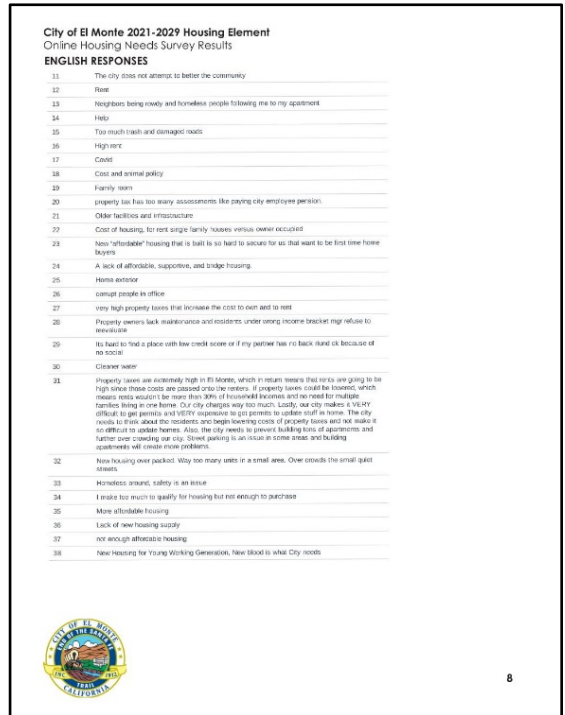 City of El Monte 2021-2029 Housing Element
Online Housing Needs Survey Results
ENGLISH RESPONSES
11 The city does not attempt to better the community
12 Rent
13 Neighbors being rowdy and homeless people following me to my apartment
14 Help
15 Too much trash and damaged roads
16 High rent
17 Covid
18 Cost and animal policy
19 Family room
20 property tax has too many assessments like paying city employee pension.
21 Older facilities and infrastructure
22 Cost of housing, for rent single family houses versus owner occupied
23 New "affordable" housing that is built is so hard to secure for us that want to be first time home
buyers
24 A lack of affordable, supportive, and bridge housing.
25 Home exterior
26 corrupt people in office
27 very high property taxes that increase the cost to own and to rent
28 Property owners lack maintenance and residents under wrong income bracket mgr refuse to
reevaluate
29 Its hard to find a place with low credit score or if my partner has no back round ck because of
no social
30 Cleaner water
31 Property taxes are extremely high in El Monte, which in return means that rents are going to be
high since those costs are passed onto the renters. If property taxes could be lowered, which
means rents wouldn't be more than 30% of household incomes and no need for multiple
families living in one home. Our city charges way too much. Lastly, our city makes it VERY
difficult to get permits and VERY expensive to get permits to update stuff in home. The city
needs to think about the residents and begin lowering costs of property taxes and not make it
so difficult to update homes. Also, the city needs to prevent building tons of apartments and
further over crowding our city. Street parking is an issue in some areas and building
apartments will create more problems.
32 New housing over packed. Way too many units in a small area. Over crowds the small quiet
streets
33 Homeless around, safety is an issue
34 I make too much to qualify for housing but not enough to purchase
35 More affordable housing
36 Lack of new housing supply
37 not enough affordable housing
38 New Housing for Young Working Generation, New blood is what City needs
CITY OF EL MONTE
END OF THE SANTA FE
TRAIL
INC. 1912
CALIFORNIA
8